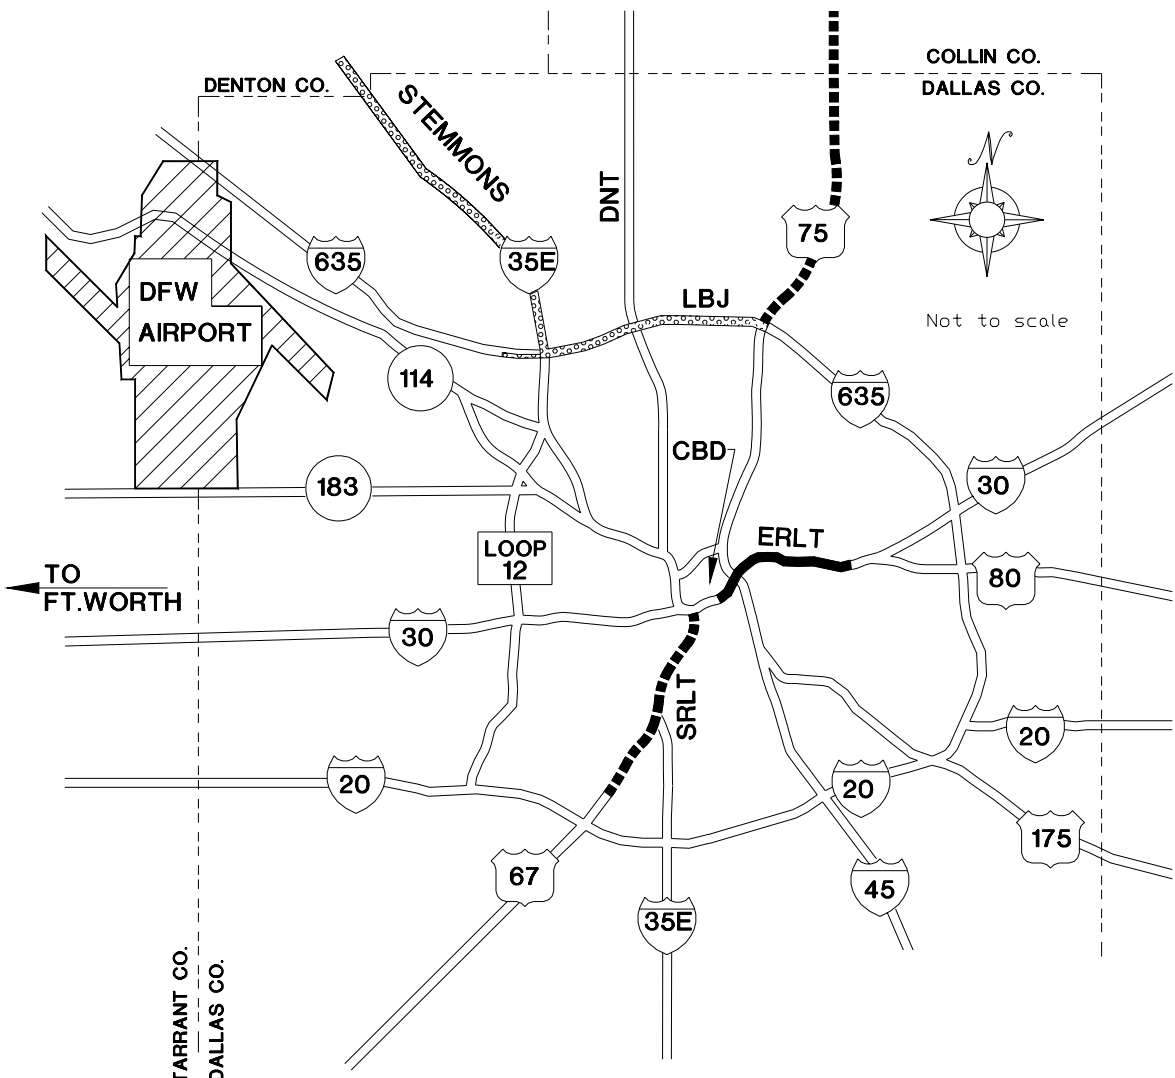 COLLIN CO.
DENTON CO.
DALLAS CO.
STEMMONS
N
DNT
75
635
35E
DFW
AIRPORT
LBJ
Not to scale
114
635
CBD
183
30
LOOP
12
ERLT
TO
FT.WORTH
80
30
SRLT
20
20
20
175
67
45
35E
TARRANT CO.
DALLAS CO.